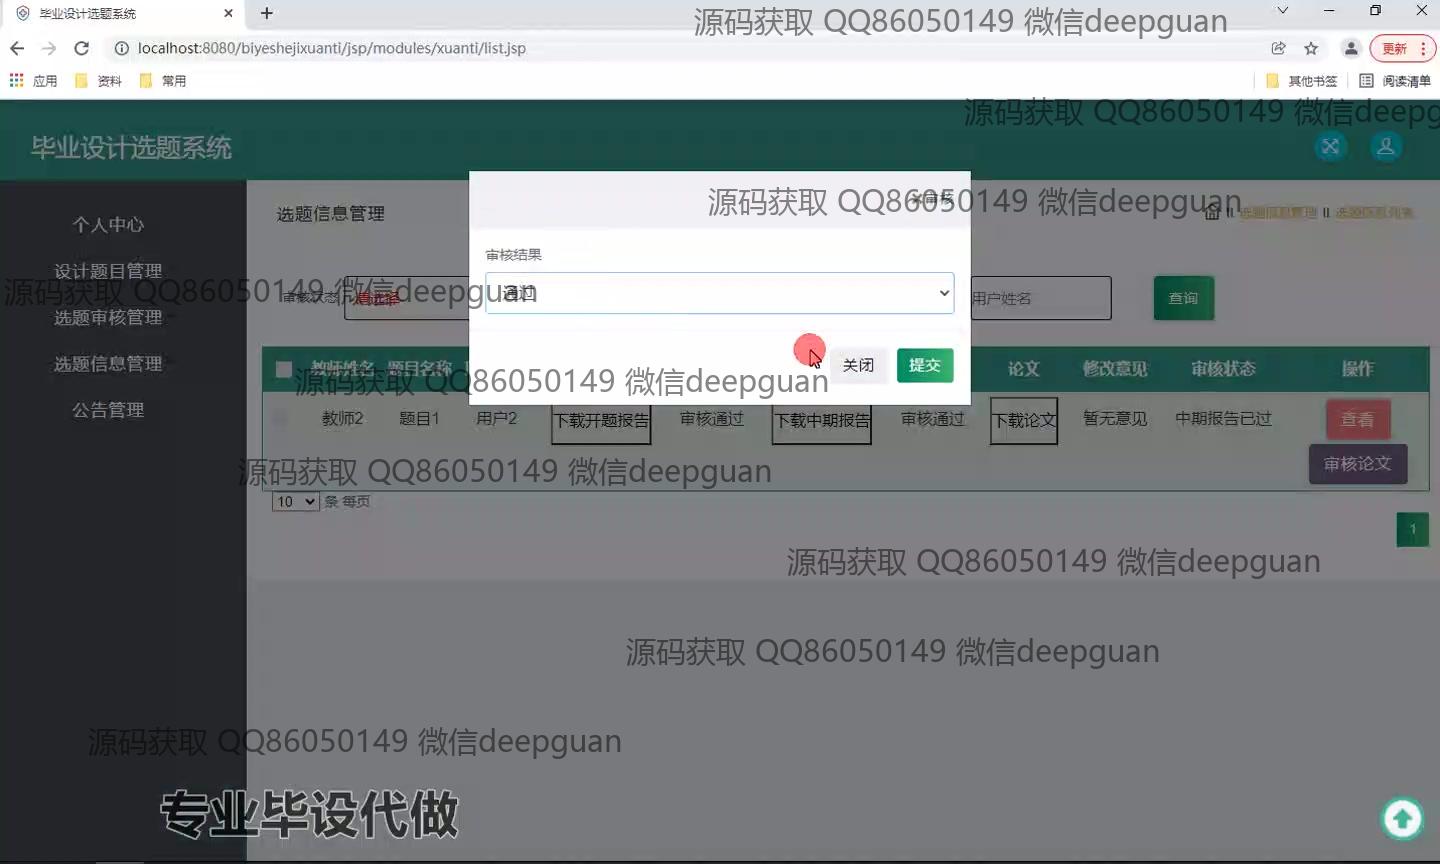 毕业设计选题系统
源码获取 QQ86050149 微信deepguan
localhost:8080/biyeshejixuanti/jsp/modules/xuanti/list.jsp
更新
应用 资料 常用 其他书签 阅读清单
源码获取 QQ86050149 微信deepg
毕业设计选题系统
源码获取 QQ86050149 微信deepguan
个人中心
选题信息管理
选题信息管理
审核结果
设计题目管理
源码获取 QQ86050149 微信deepguan
审核状态
通过
用户姓名
查询
选题审核管理
选题信息管理
关闭 提交
教师姓名 题目名称 论文 修改意见 审核状态 操作
源码获取 QQ86050149 微信deepguan
公告管理
教师2 题目1 用户2 下载开题报告 审核通过 下载中期报告 审核通过 下载论文 暂无意见 中期报告已过 查看
审核论文
源码获取 QQ86050149 微信deepguan
10 条 每页
1
源码获取 QQ86050149 微信deepguan
源码获取 QQ86050149 微信deepguan
源码获取 QQ86050149 微信deepguan
专业毕设代做